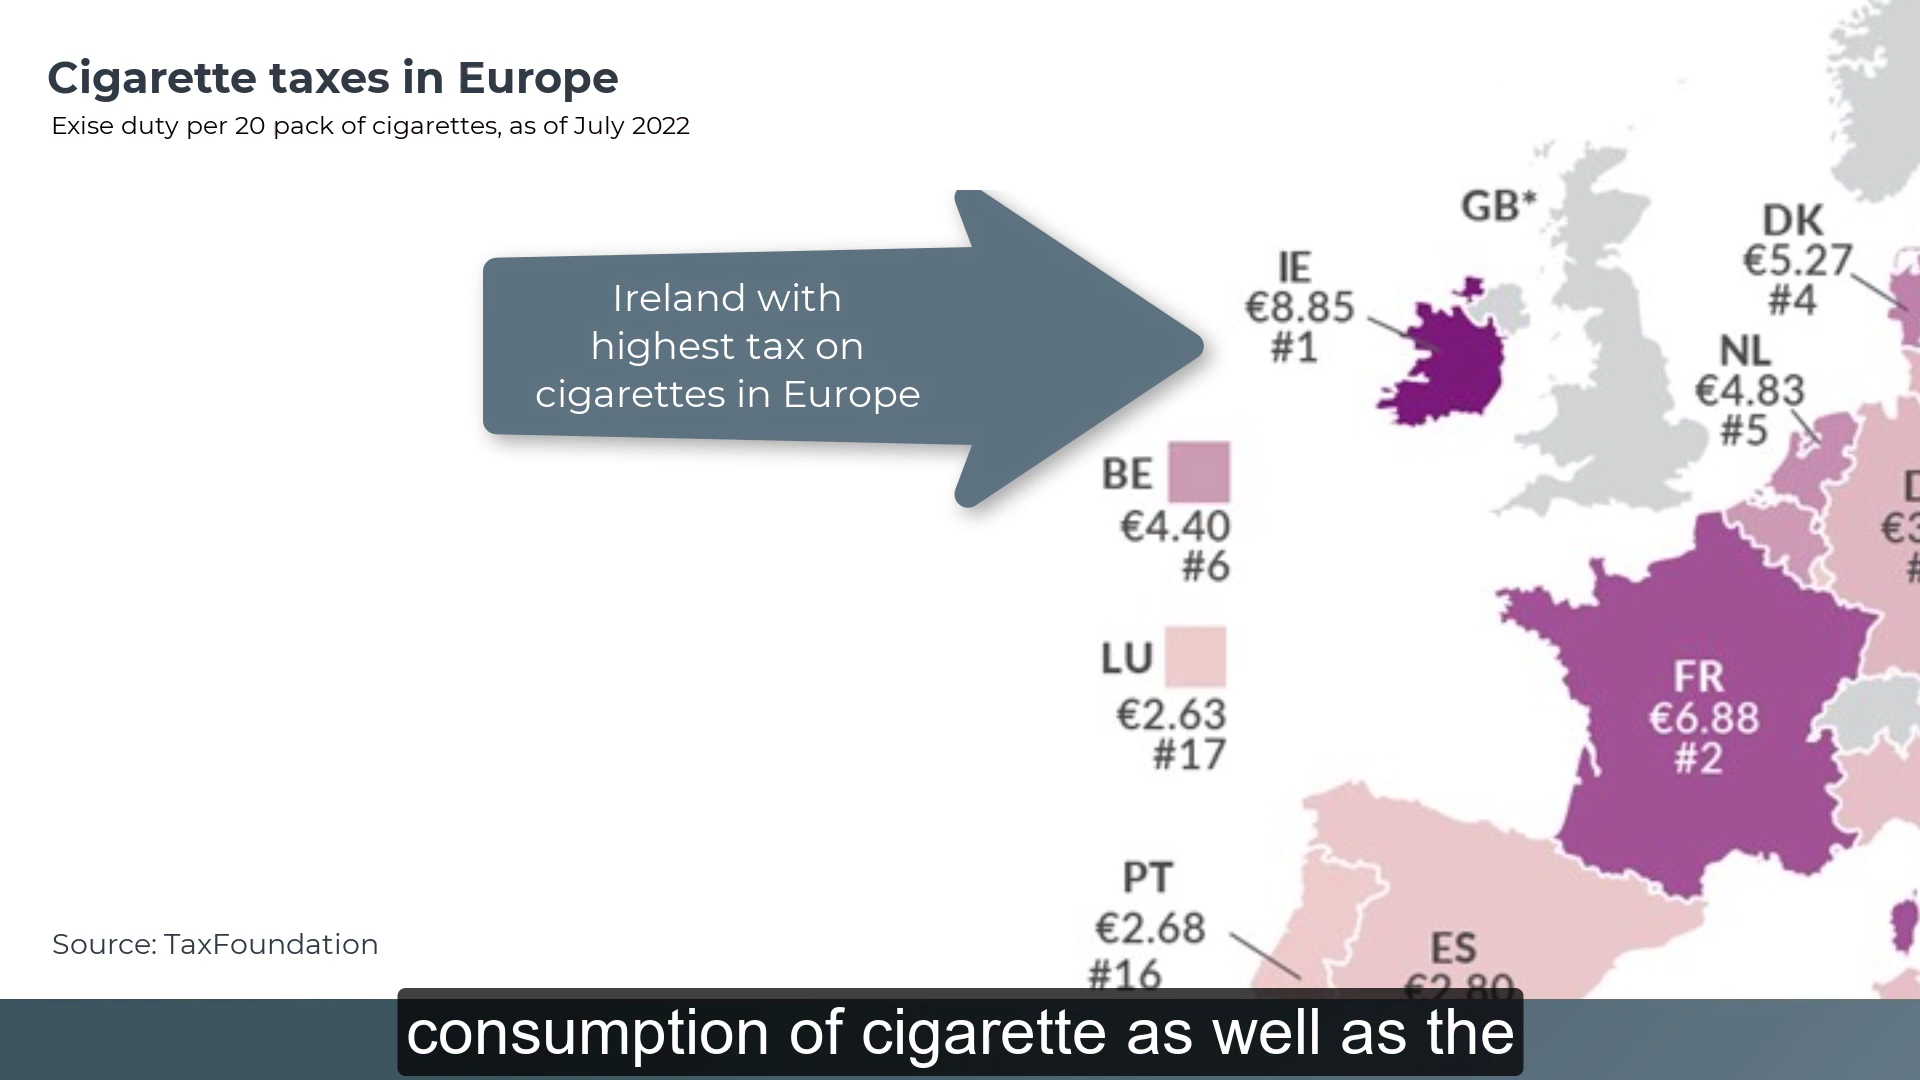 Cigarette taxes in Europe
Exise duty per 20 pack of cigarettes, as of July 2022
Ireland with
highest tax on
cigarettes in Europe
GB*
IE
€8.85
#1
DK
€5.27
#4
NL
€4.83
#5
BE
€4.40
#6
LU
€2.63
#17
FR
€6.88
#2
PT
€2.68
#16
ES
€2.80
Source: TaxFoundation
consumption of cigarette as well as the